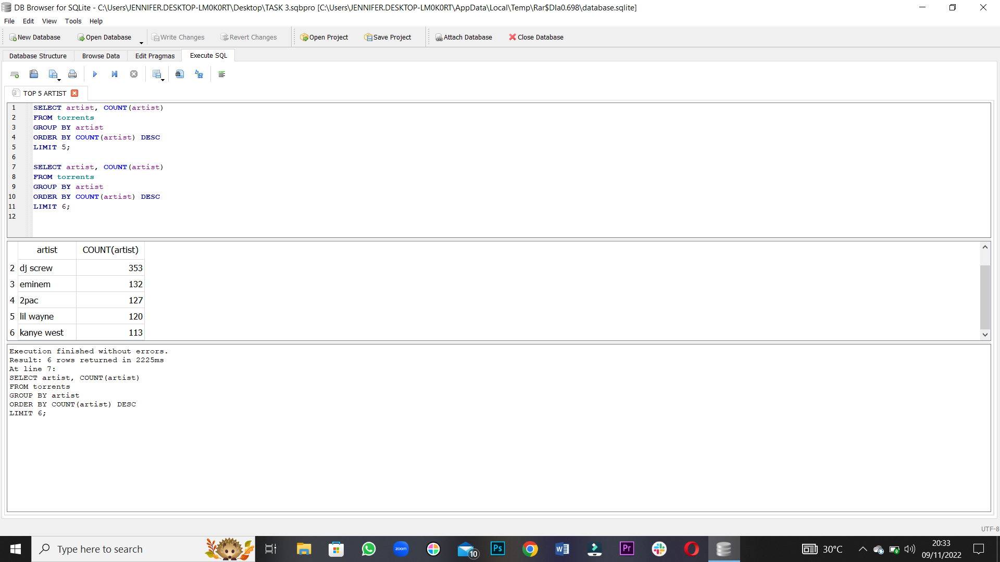 DB Browser for SQLite - C:\Users\JENNIFER.DESKTOP-LM0K0RT\Desktop\TASK 3.sqbpro [C:\Users\JENNIFER.DESKTOP-LM0K0RT\AppData\Local\Temp\Rar$DIa0.698\database.sqlite]
File Edit View Tools Help
New Database Open Database Write Changes Revert Changes Open Project Save Project Attach Database Close Database
Database Structure Browse Data Edit Pragmas Execute SQL
TOP 5 ARTIST
1 SELECT artist, COUNT(artist)
2 FROM torrents
3 GROUP BY artist
4 ORDER BY COUNT(artist) DESC
5 LIMIT 5;
6
7 SELECT artist, COUNT(artist)
8 FROM torrents
9 GROUP BY artist
10 ORDER BY COUNT(artist) DESC
11 LIMIT 6;
12
artist COUNT(artist)
2 dj screw 353
3 eminem 132
4 2pac 127
5 lil wayne 120
6 kanye west 113
Execution finished without errors.
Result: 6 rows returned in 2225ms
At line 7:
SELECT artist, COUNT(artist)
FROM torrents
GROUP BY artist
ORDER BY COUNT(artist) DESC
LIMIT 6;
UTF-8
Type here to search
zoom
10
Ps
W
Pr
30°C
20:33
09/11/2022